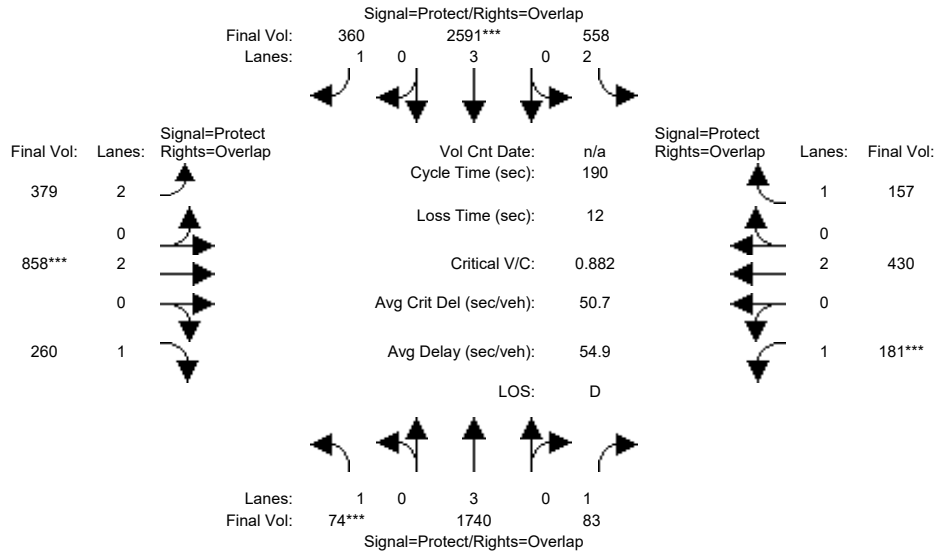 Signal=Protect/Rights=Overlap
Final Vol: 360 2591*** 558
Lanes: 1 0 3 0 2
Signal=Protect
Final Vol: Lanes: Rights=Overlap
Vol Cnt Date: n/a
Signal=Protect
Rights=Overlap Lanes: Final Vol:
Cycle Time (sec): 190
379 2
1 157
Loss Time (sec): 12
0
0
858*** 2
Critical V/C: 0.882
2 430
0
Avg Crit Del (sec/veh): 50.7
0
260 1
Avg Delay (sec/veh): 54.9
1 181***
LOS: D
Lanes: 1 0 3 0 1
Final Vol: 74*** 1740 83
Signal=Protect/Rights=Overlap